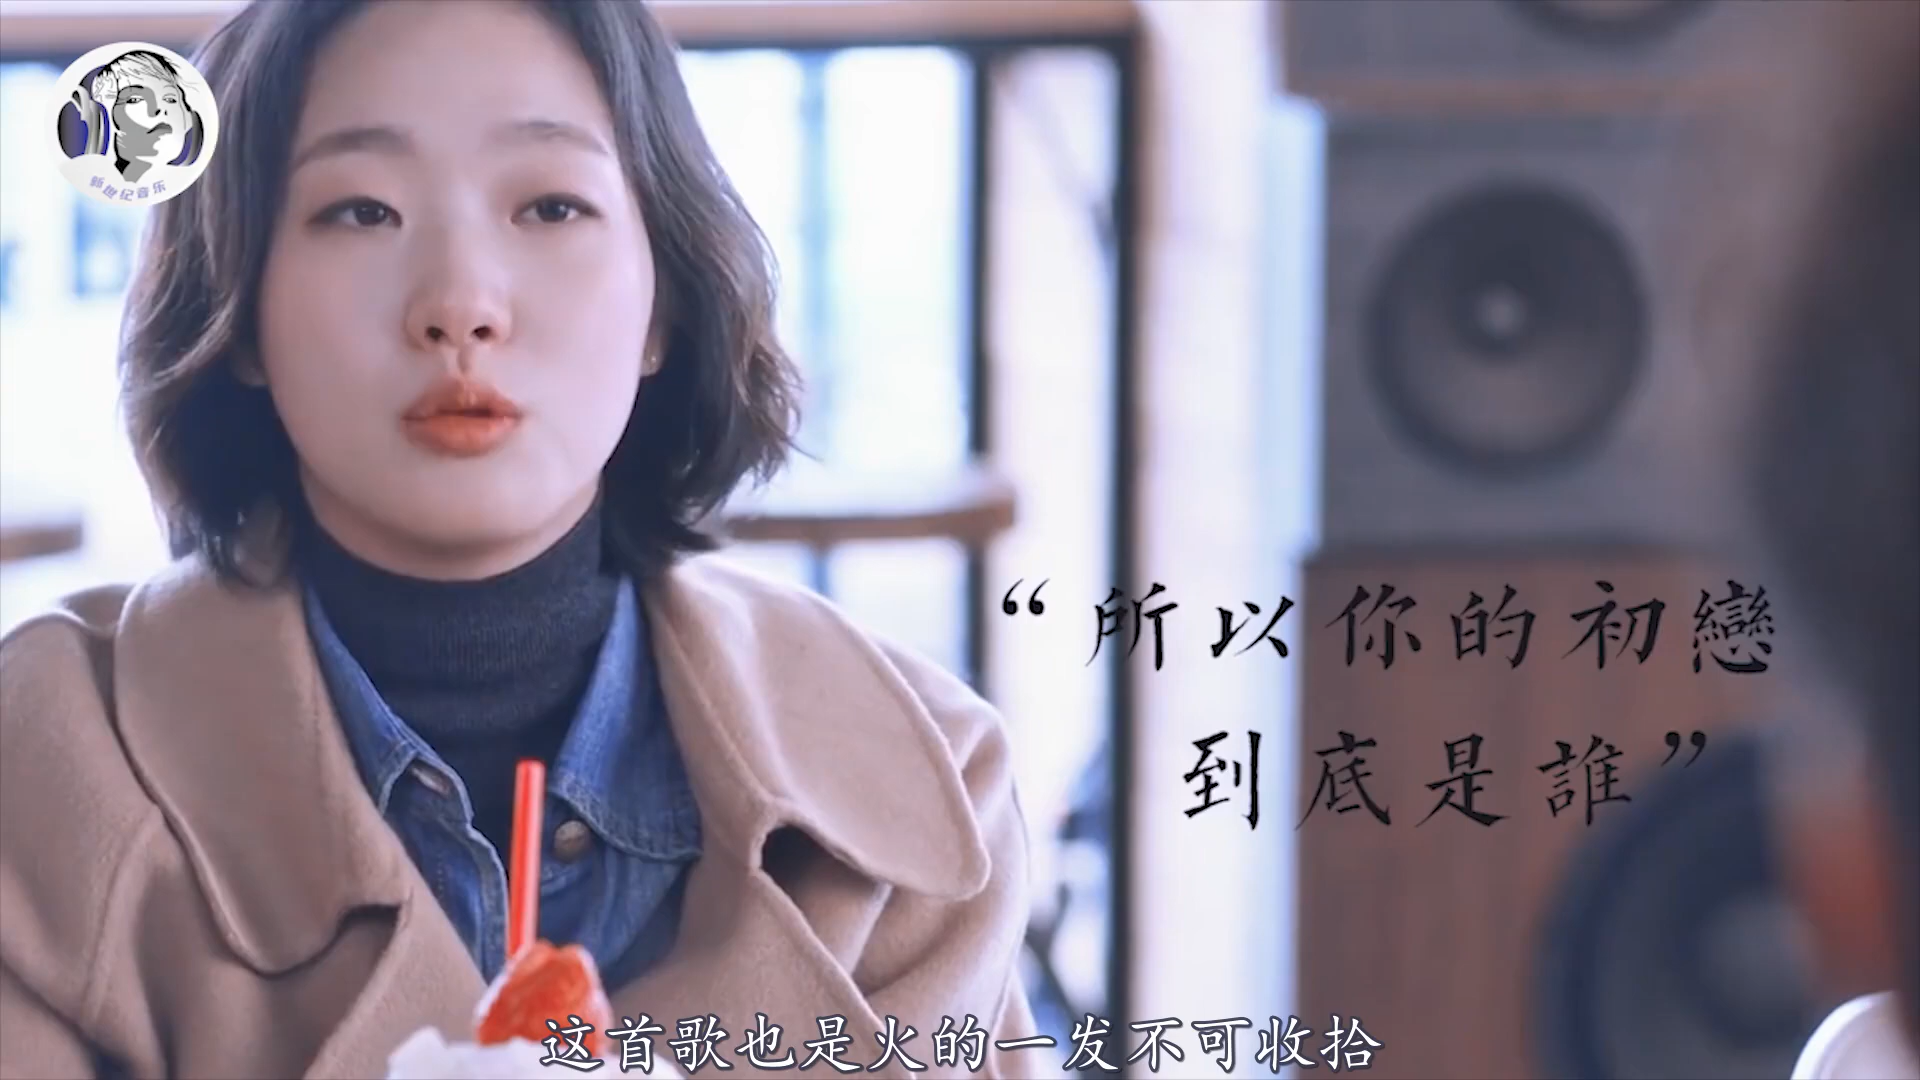 新世纪音乐
“所以你的初戀
到底是誰”
这首歌也是火的一发不可收拾